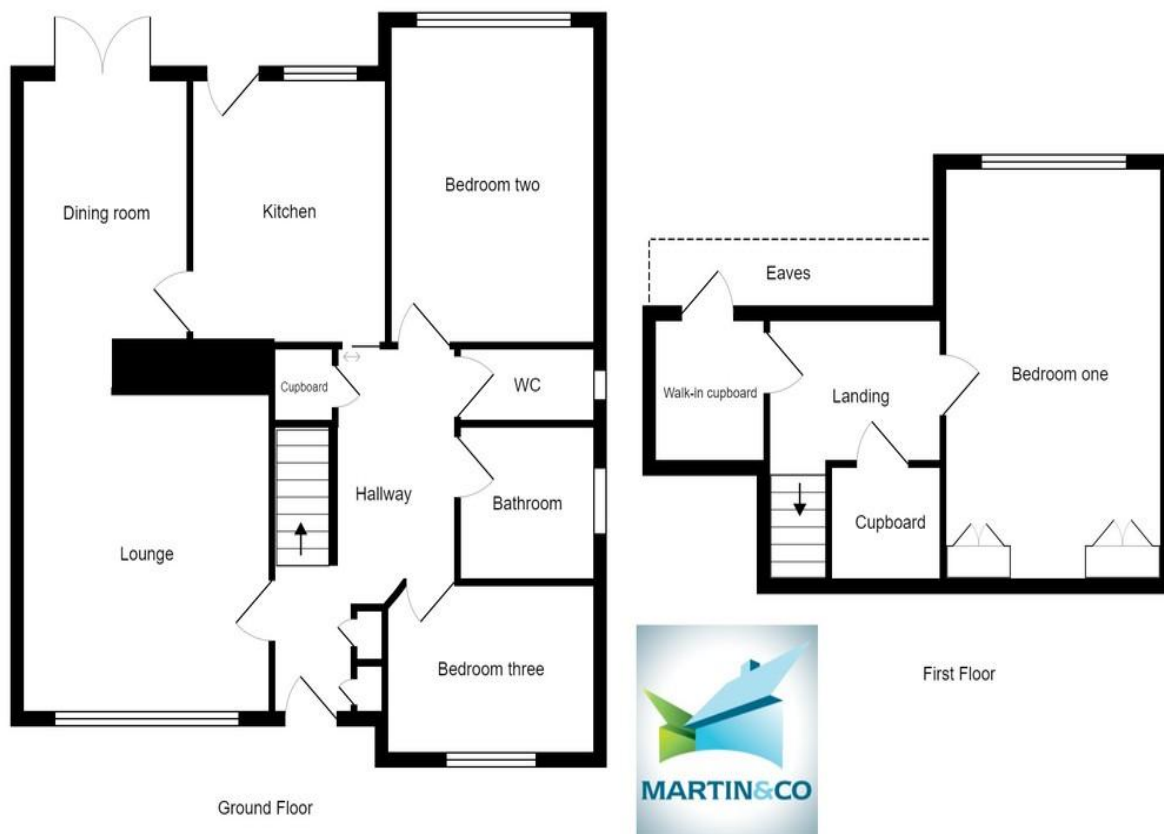 Dining room
Kitchen
Bedroom two
Cupboard
WC
Hallway
Bathroom
Lounge
Bedroom three
Ground Floor
Eaves
Walk-in cupboard
Landing
Bedroom one
Cupboard
First Floor
MARTIN&CO